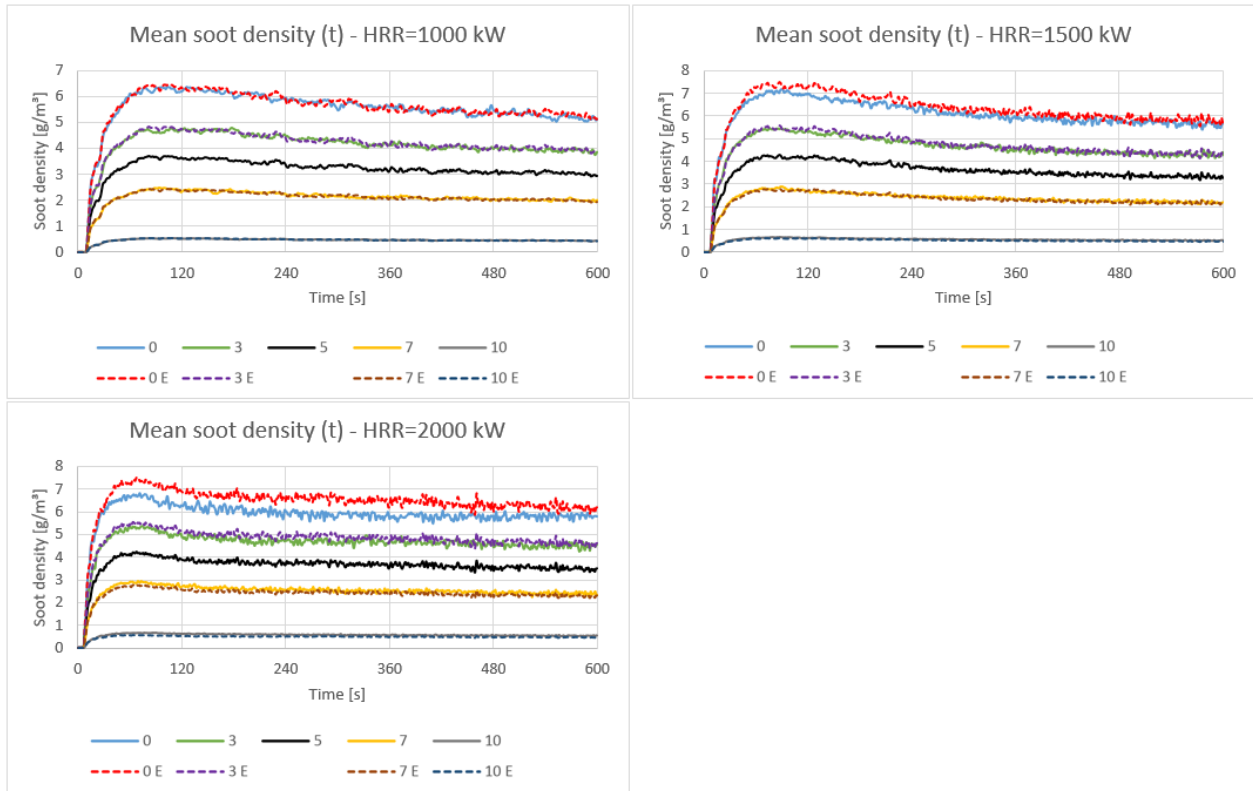 Mean soot density (t) - HRR=1000 kW
Soot density [g/m³]
7
6
5
4
3
2
1
0
0 120 240 360 480 600
Time [s]
0 3 5 7 10
0 E 3 E 7 E 10 E
Mean soot density (t) - HRR=1500 kW
Soot density [g/m³]
8
7
6
5
4
3
2
1
0
0 120 240 360 480 600
Time [s]
0 3 5 7 10
0 E 3 E 7 E 10 E
Mean soot density (t) - HRR=2000 kW
Soot density [g/m³]
8
7
6
5
4
3
2
1
0
0 120 240 360 480 600
Time [s]
0 3 5 7 10
0 E 3 E 7 E 10 E